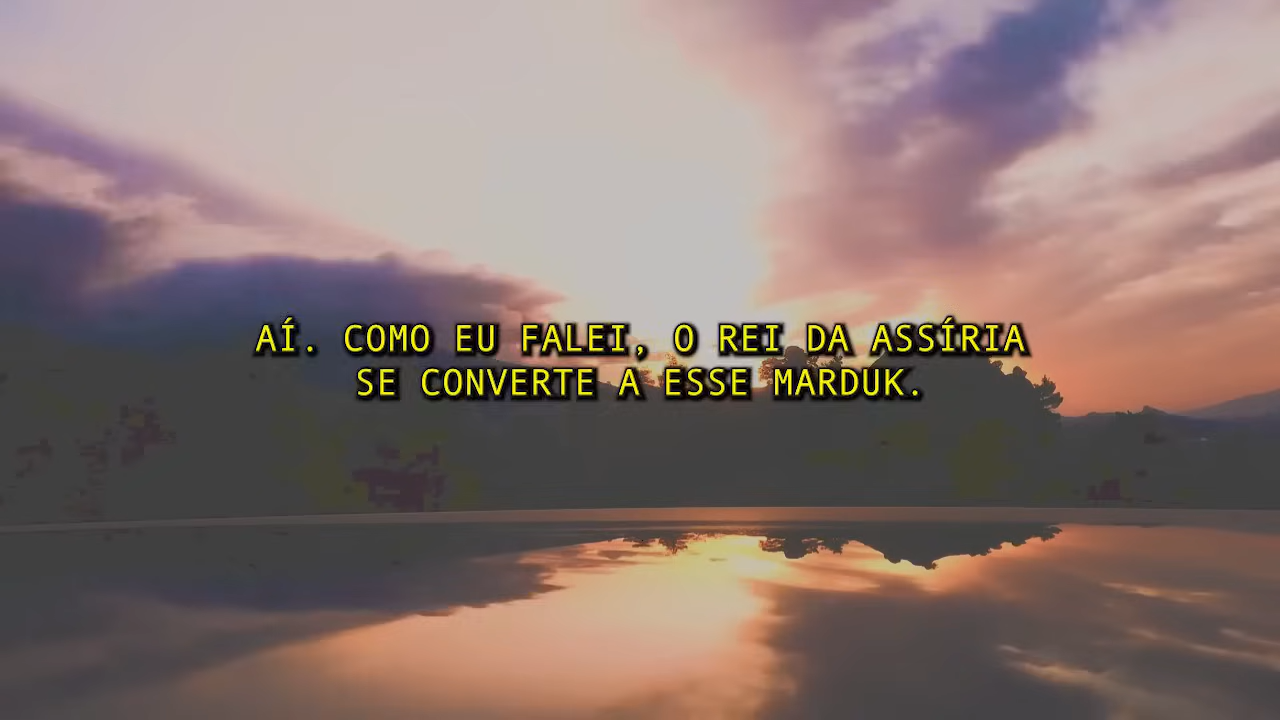 AÍ. COMO EU FALEI, O REI DA ASSÍRIA
SE CONVERTE A ESSE MARDUK.